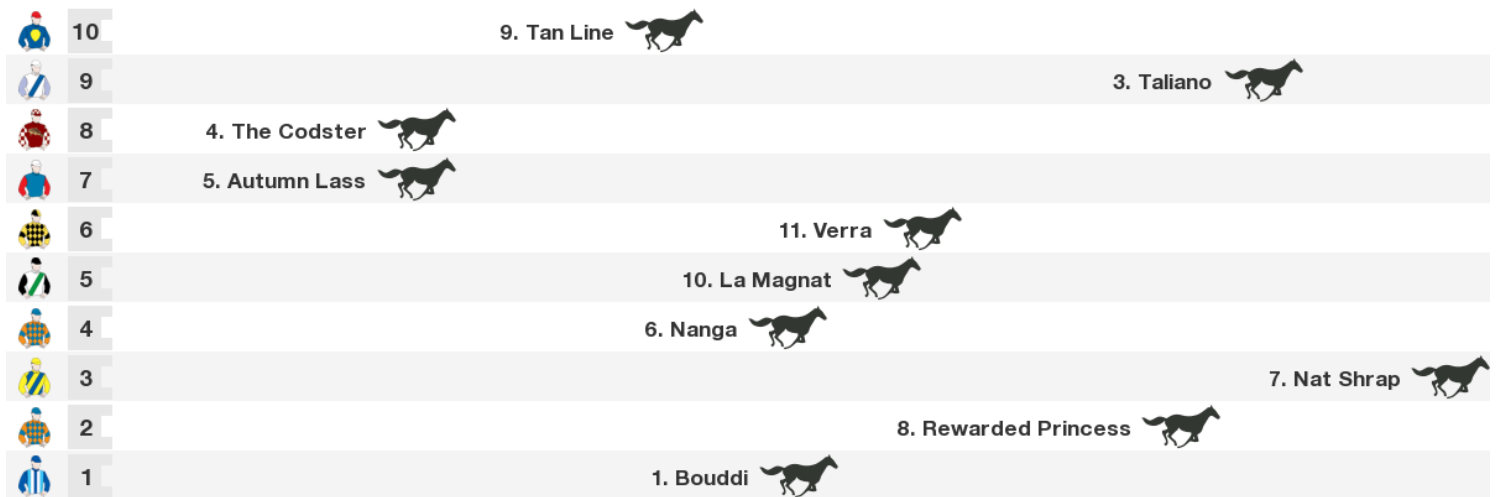 10 9. Tan Line
9 3. Taliano
8 4. The Codster
7 5. Autumn Lass
6 11. Verra
5 10. La Magnat
4 6. Nanga
3 7. Nat Shrap
2 8. Rewarded Princess
1 1. Bouddi